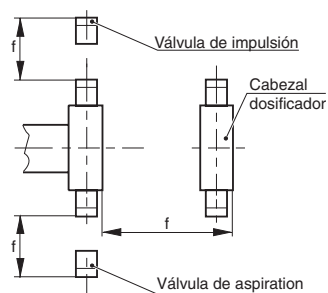 f
Válvula de impulsión
Cabezal
dosificador
f
f
Válvula de aspiration